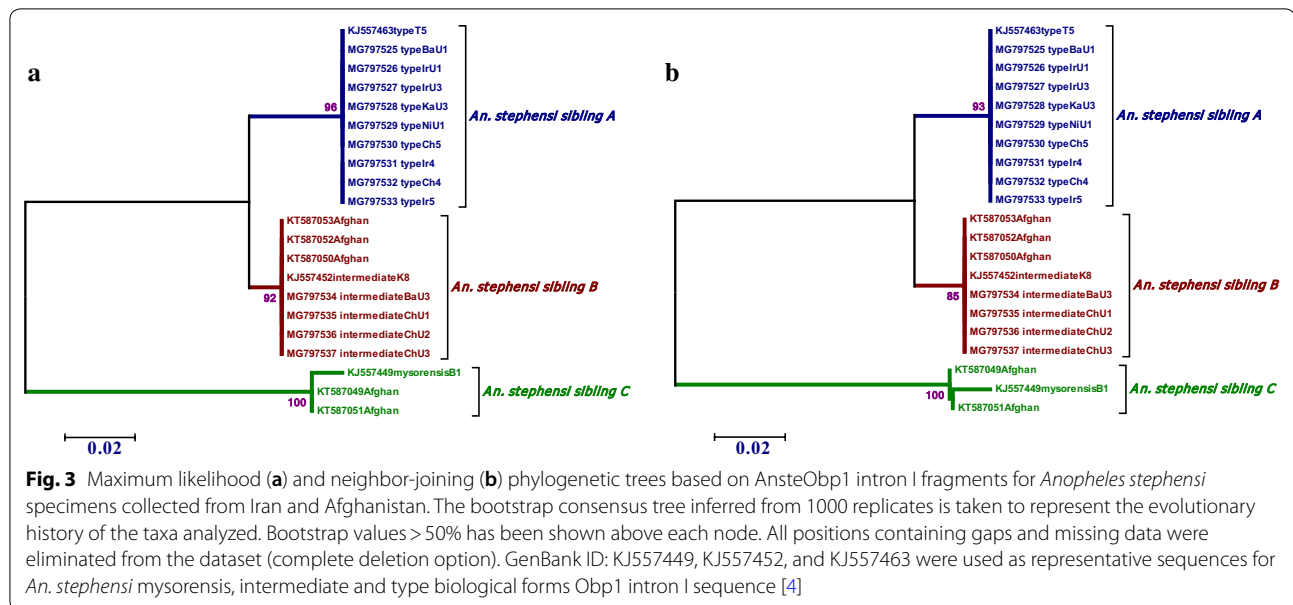 a
KJ557463typeT5
MG797525 typeBaU1
MG797526 typeIrU1
MG797527 typeIrU3
96
MG797528 typeKaU3
An. stephensi sibling A
MG797529 typeNiU1
MG797530 typeCh5
MG797531 typeIr4
MG797532 typeCh4
MG797533 typeIr5
KT587053Afghan
KT587052Afghan
KT587050Afghan
KJ557452intermediateK8
An. stephensi sibling B
92
MG797534 intermediateBaU3
MG797535 intermediateChU1
MG797536 intermediateChU2
MG797537 intermediateChU3
KJ557449mysorensisB1
An. stephensi sibling C
KT587049Afghan
100
KT587051Afghan
0.02
b
KJ557463typeT5
MG797525 typeBaU1
MG797526 typeIrU1
MG797527 typeIrU3
93
MG797528 typeKaU3
An. stephensi sibling A
MG797529 typeNiU1
MG797530 typeCh5
MG797531 typeIr4
MG797532 typeCh4
MG797533 typeIr5
KT587053Afghan
KT587052Afghan
KT587050Afghan
KJ557452intermediateK8
An. stephensi sibling B
85
MG797534 intermediateBaU3
MG797535 intermediateChU1
MG797536 intermediateChU2
MG797537 intermediateChU3
KT587049Afghan
KJ557449mysorensisB1
An. stephensi sibling C
100
KT587051Afghan
0.02
Fig. 3 Maximum likelihood (a) and neighbor-joining (b) phylogenetic trees based on AnsteObp1 intron I fragments for Anopheles stephensi
specimens collected from Iran and Afghanistan. The bootstrap consensus tree inferred from 1000 replicates is taken to represent the evolutionary
history of the taxa analyzed. Bootstrap values > 50% has been shown above each node. All positions containing gaps and missing data were
eliminated from the dataset (complete deletion option). GenBank ID: KJ557449, KJ557452, and KJ557463 were used as representative sequences for
An. stephensi mysorensis, intermediate and type biological forms Obp1 intron I sequence [4]